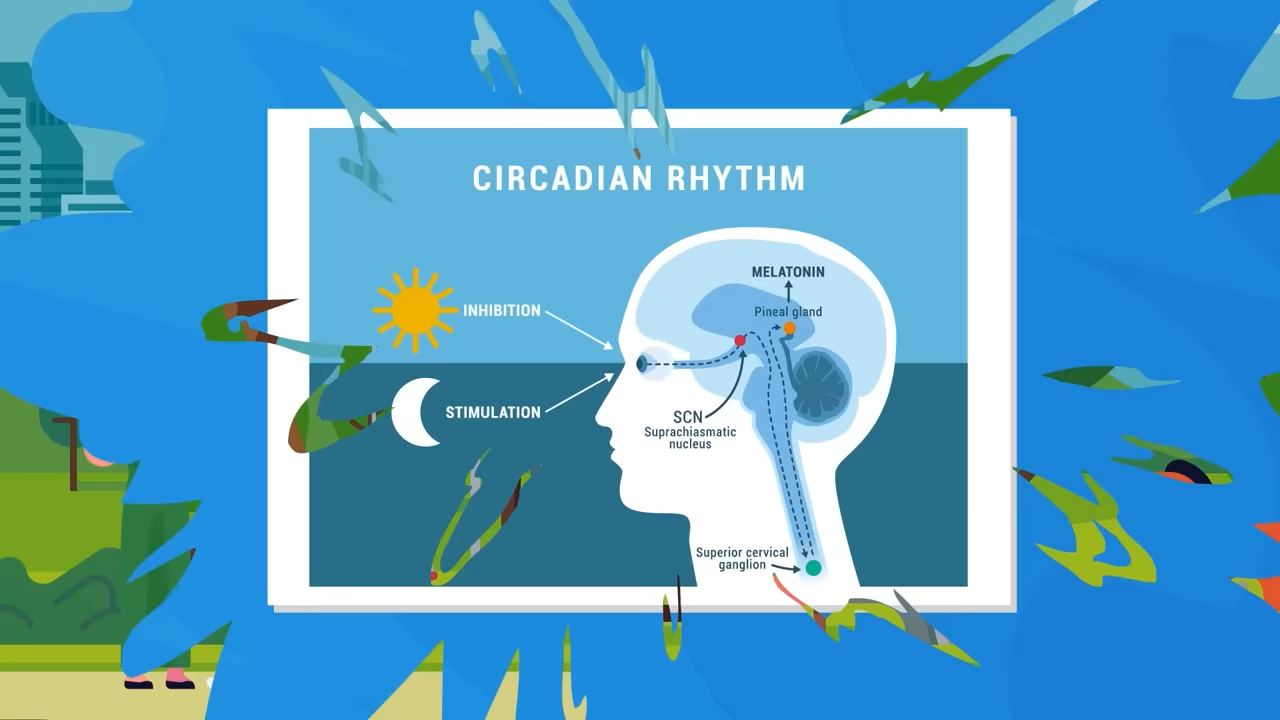 CIRCADIAN RHYTHM
MELATONIN
INHIBITION
Pineal gland
STIMULATION
SCN
Suprachiasmatic
nucleus
Superior cervical
ganglion